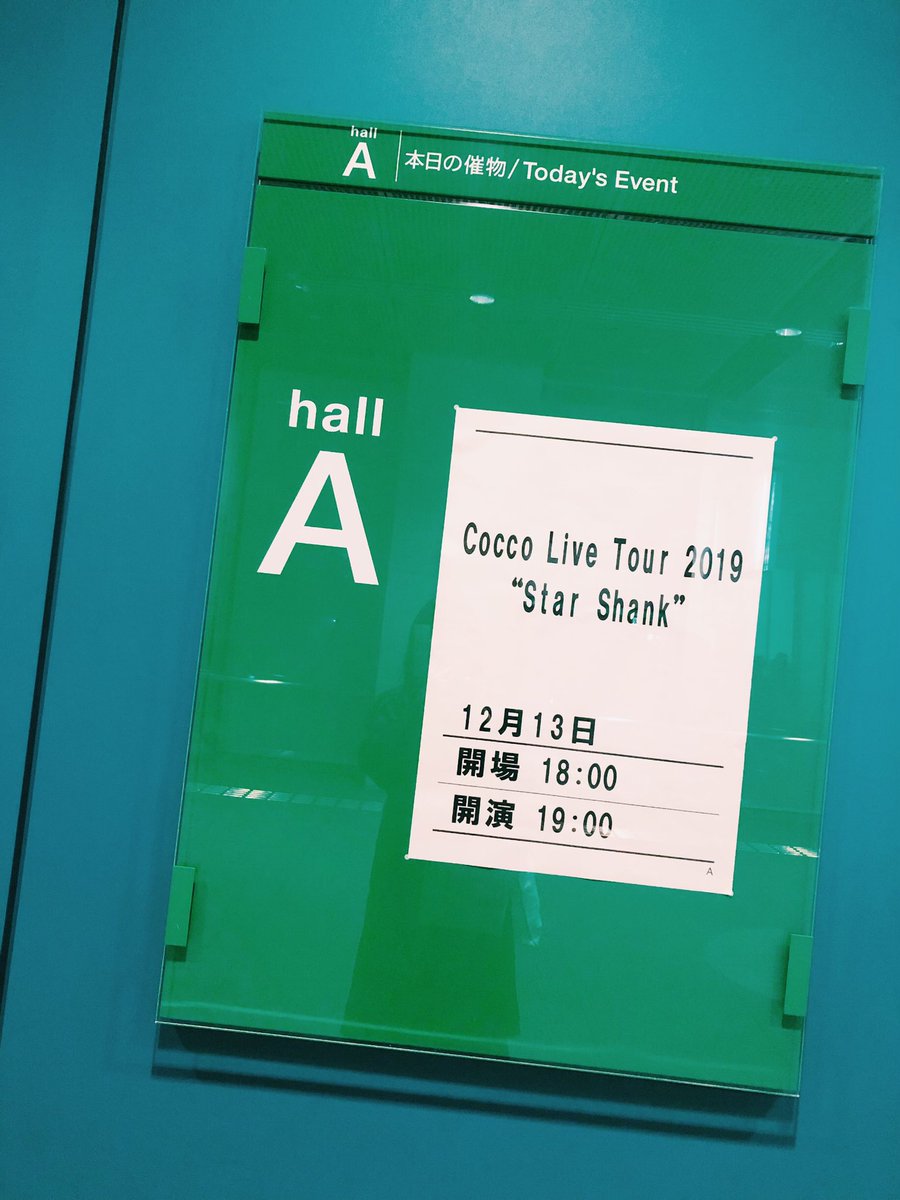 hall
A
本日の催物/Today's Event
hall
A
Cocco Live Tour 2019
“Star Shank”
12月13日
開場 18:00
開演 19:00
A